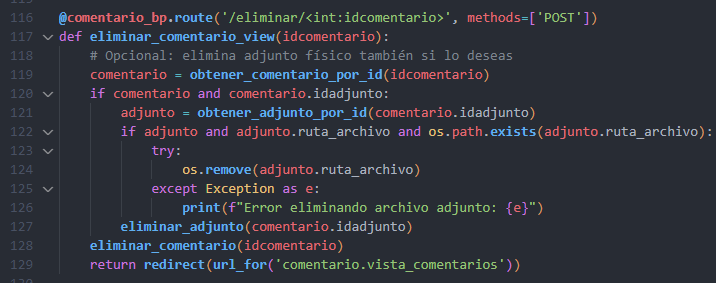 116 @comentario_bp.route('/eliminar/<int:idcomentario>', methods=['POST'])
117 def eliminar_comentario_view(idcomentario):
118     # Opcional: elimina adjunto físico también si lo deseas
119     comentario = obtener_comentario_por_id(idcomentario)
120     if comentario and comentario.idadjunto:
121         adjunto = obtener_adjunto_por_id(comentario.idadjunto)
122         if adjunto and adjunto.ruta_archivo and os.path.exists(adjunto.ruta_archivo):
123             try:
124                 os.remove(adjunto.ruta_archivo)
125             except Exception as e:
126                 print(f"Error eliminando archivo adjunto: {e}")
127         eliminar_adjunto(comentario.idadjunto)
128     eliminar_comentario(idcomentario)
129     return redirect(url_for('comentario.vista_comentarios'))